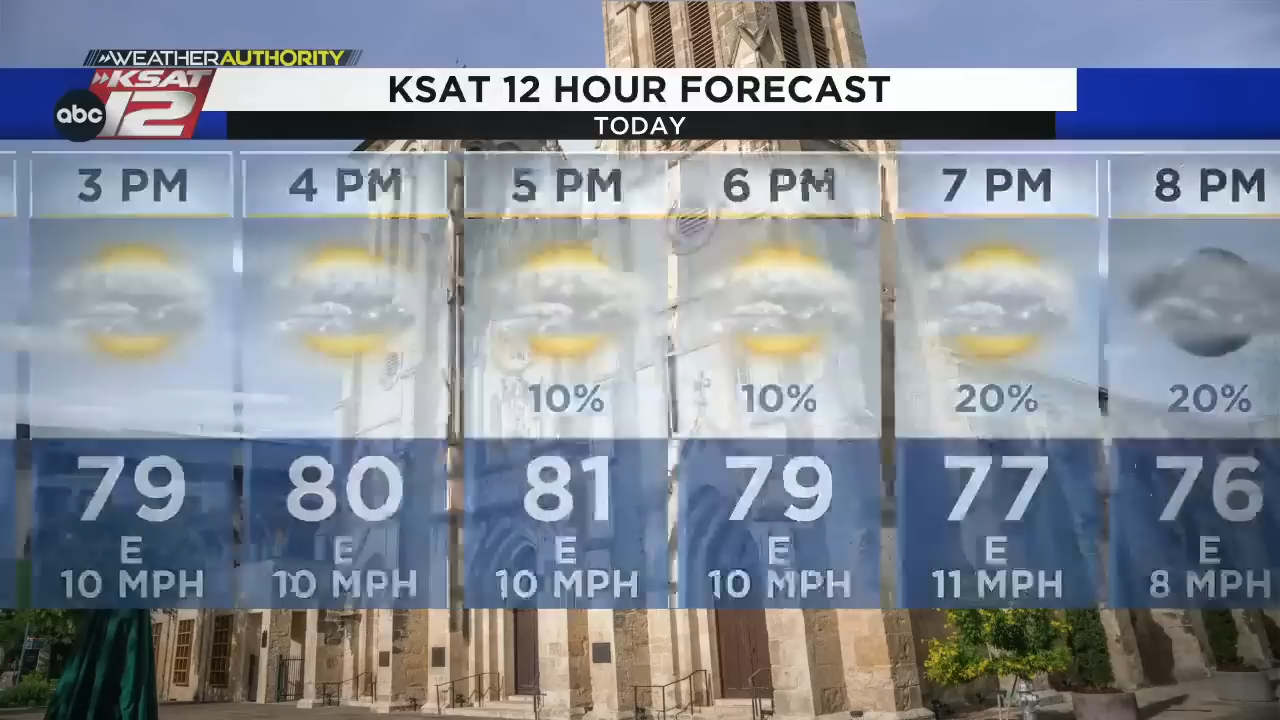 WEATHERAUTHORITY
KSAT
abc 12
KSAT 12 HOUR FORECAST
TODAY
3 PM 4 PM 5 PM 6 PM 7 PM 8 PM
10% 10% 20% 20%
79 80 81 79 77 76
E E E E E E
10 MPH 10 MPH 10 MPH 10 MPH 11 MPH 8 MPH